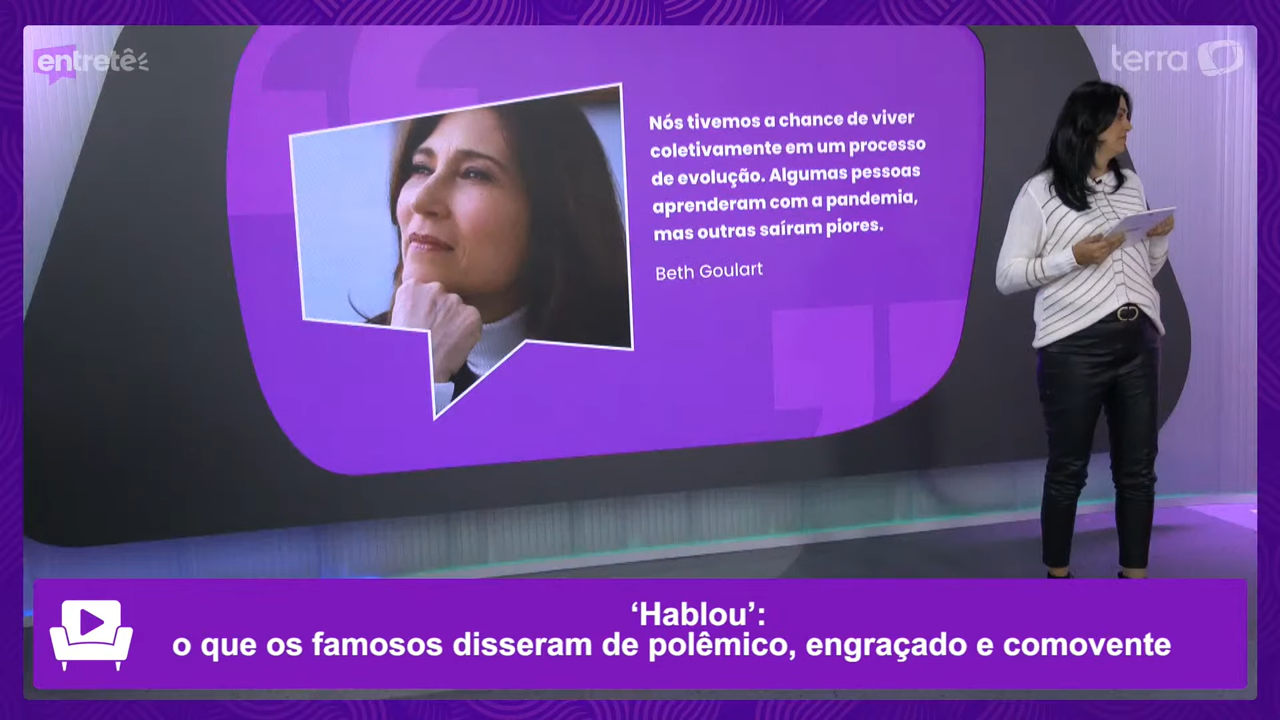 entretê
terra
Nós tivemos a chance de viver
coletivamente em um processo
de evolução. Algumas pessoas
aprenderam com a pandemia,
mas outras saíram piores.
Beth Goulart
‘Hablou’:
o que os famosos disseram de polêmico, engraçado e comovente